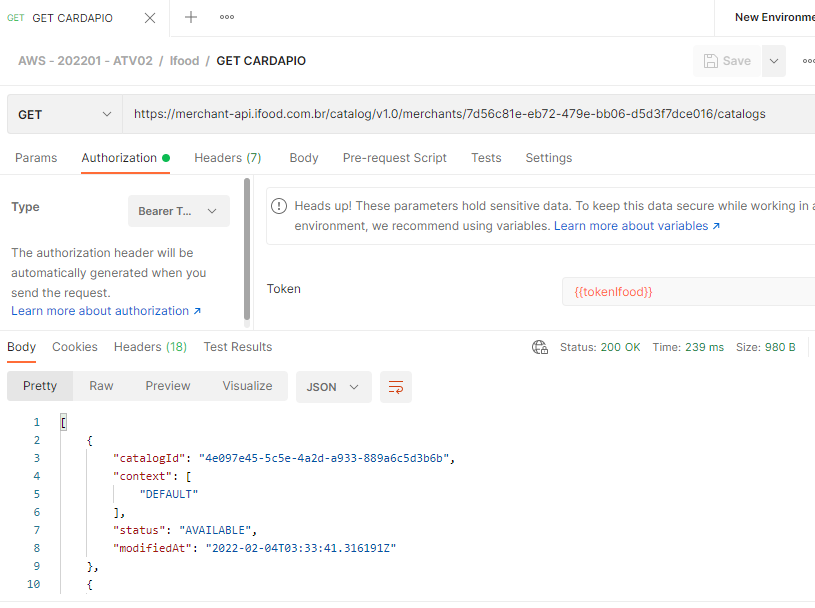 GET GET CARDAPIO
New Environme
AWS - 202201 - ATV02 / Ifood / GET CARDAPIO
Save
GET
https://merchant-api.ifood.com.br/catalog/v1.0/merchants/7d56c81e-eb72-479e-bb06-d5d3f7dce016/catalogs
Params Authorization Headers (7) Body Pre-request Script Tests Settings
Type
Bearer T...
The authorization header will be
automatically generated when you
send the request.
Learn more about authorization ↗
Heads up! These parameters hold sensitive data. To keep this data secure while working in a
environment, we recommend using variables. Learn more about variables ↗
Token
{{tokenIfood}}
Body Cookies Headers (18) Test Results
Status: 200 OK Time: 239 ms Size: 980 B
Pretty Raw Preview Visualize JSON
1 [
2 {
3 "catalogId": "4e097e45-5c5e-4a2d-a933-889a6c5d3b6b",
4 "context": [
5 "DEFAULT"
6 ],
7 "status": "AVAILABLE",
8 "modifiedAt": "2022-02-04T03:33:41.316191Z"
9 },
10 {